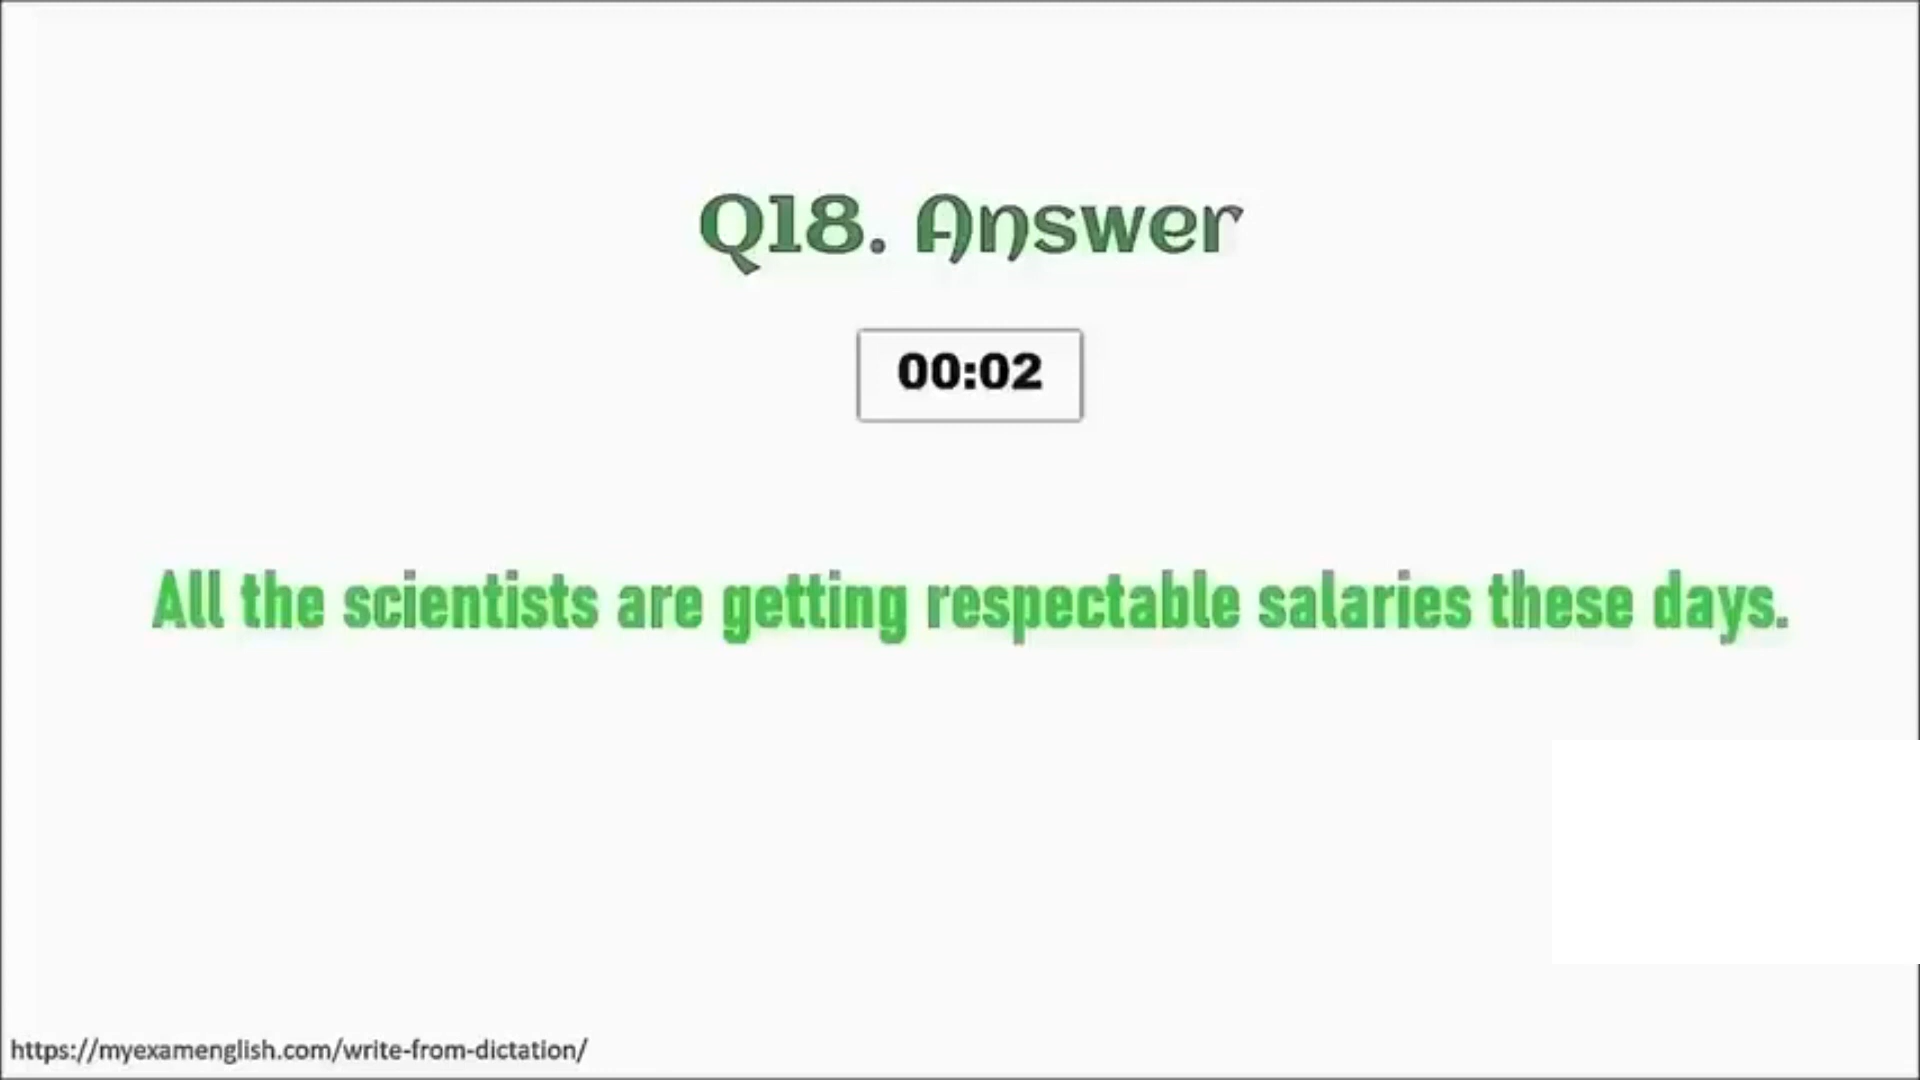 Q18. Answer
00:02
All the scientists are getting respectable salaries these days.
https://myexamenglish.com/write-from-dictation/